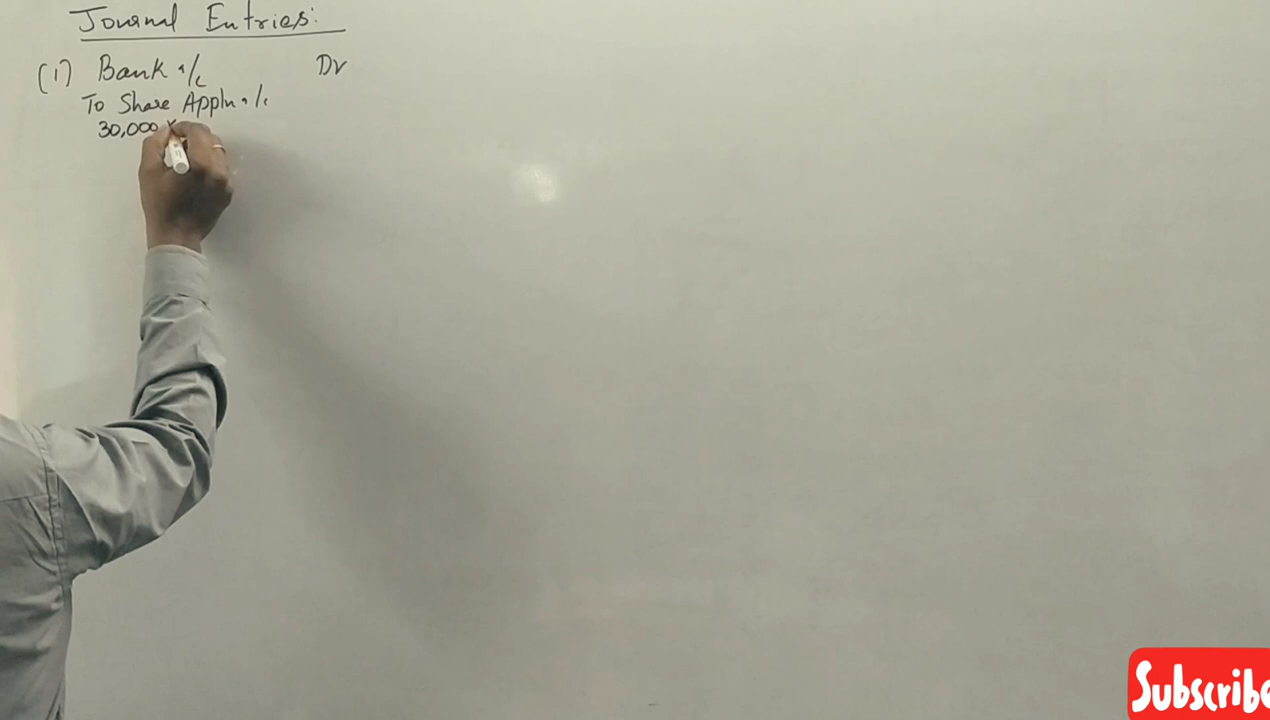 Journal Entries:
(1) Bank a/c Dr
To Share Appln a/c
30,000 x
Subscribe